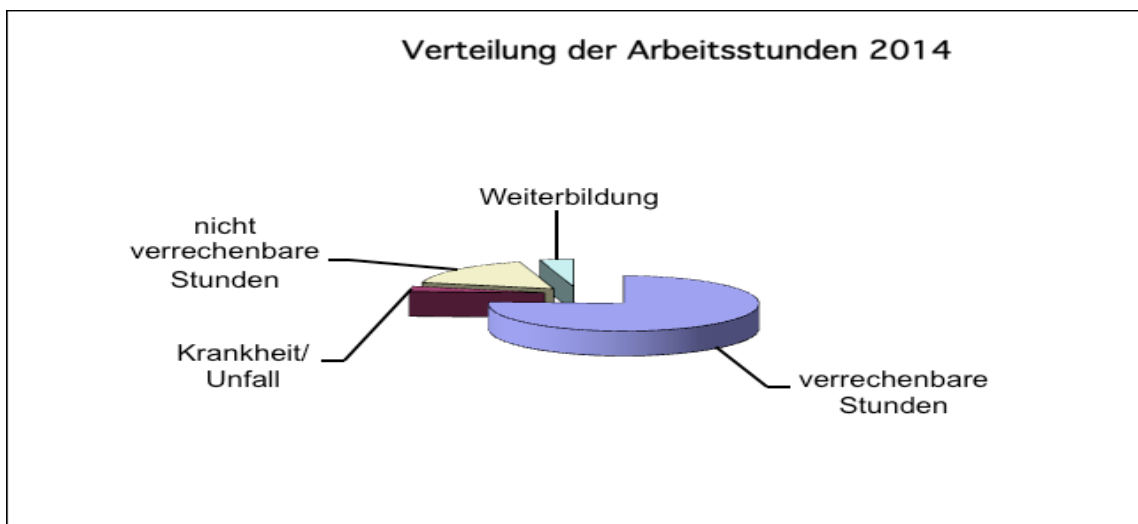 Verteilung der Arbeitsstunden 2014
Weiterbildung
nicht
verrechenbare
Stunden
Krankheit/
Unfall
verrechenbare
Stunden